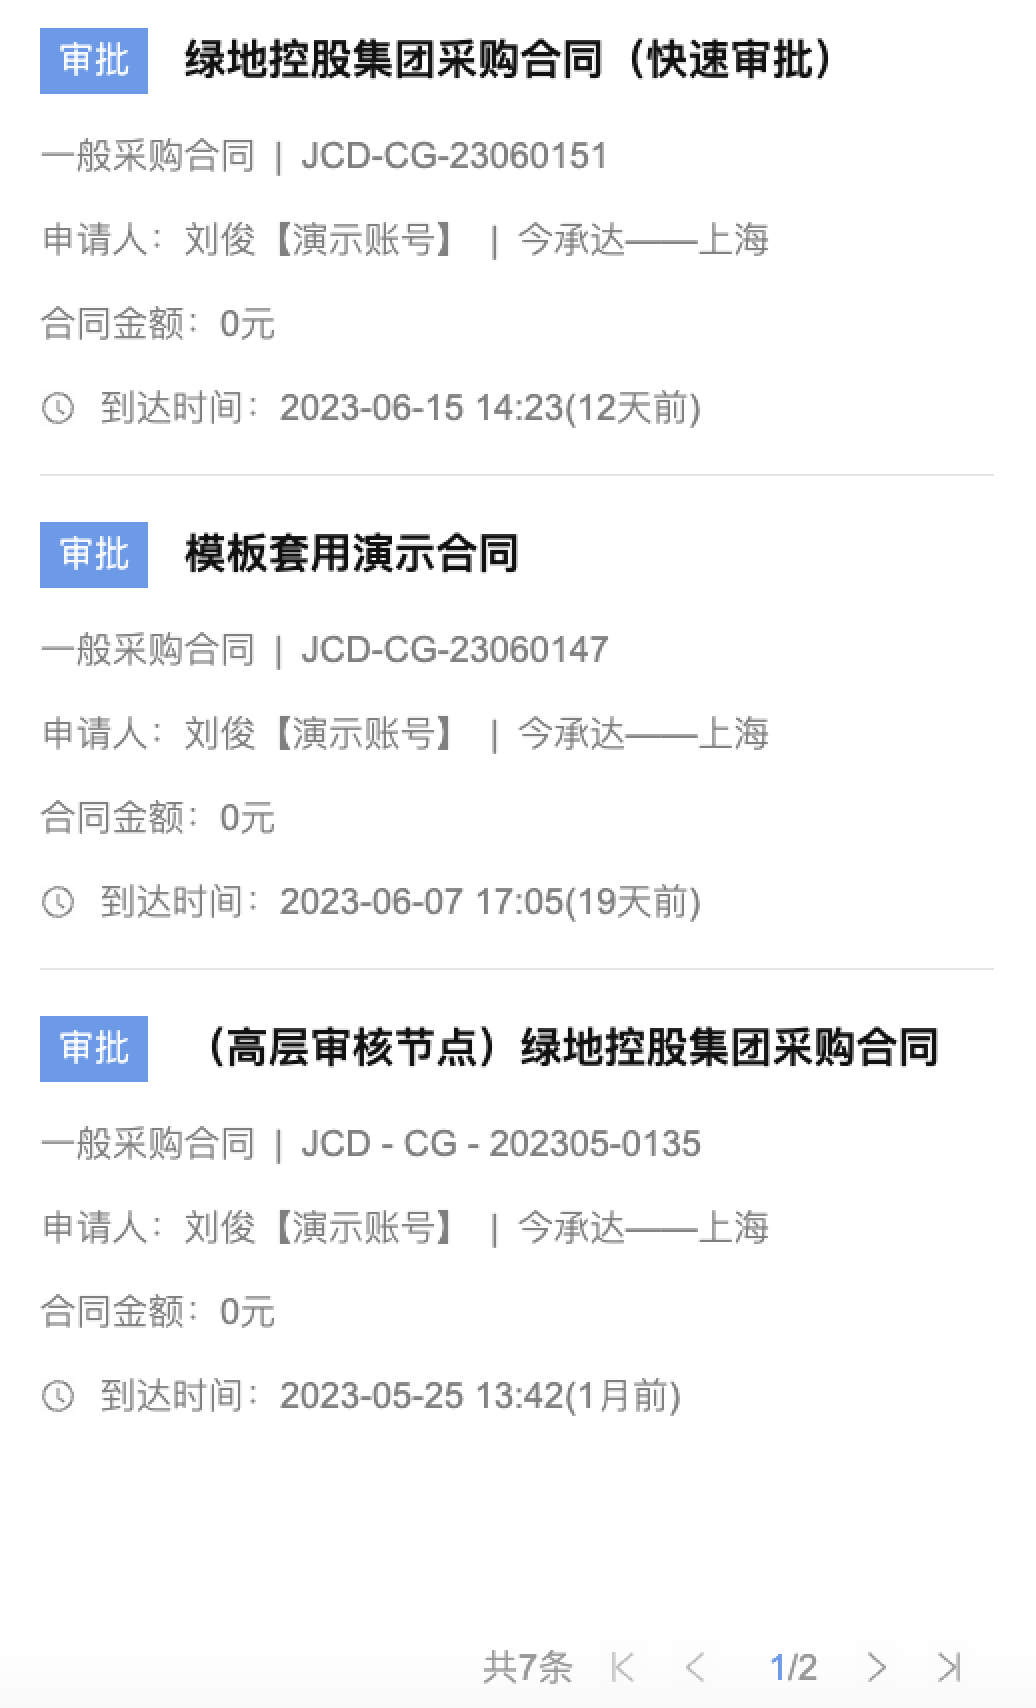 审批 绿地控股集团采购合同（快速审批）
一般采购合同 | JCD-CG-23060151
申请人：刘俊【演示账号】 | 今承达——上海
合同金额：0元
到达时间：2023-06-15 14:23(12天前)
审批 模板套用演示合同
一般采购合同 | JCD-CG-23060147
申请人：刘俊【演示账号】 | 今承达——上海
合同金额：0元
到达时间：2023-06-07 17:05(19天前)
审批 （高层审核节点）绿地控股集团采购合同
一般采购合同 | JCD - CG - 202305-0135
申请人：刘俊【演示账号】 | 今承达——上海
合同金额：0元
到达时间：2023-05-25 13:42(1月前)
共7条 1/2